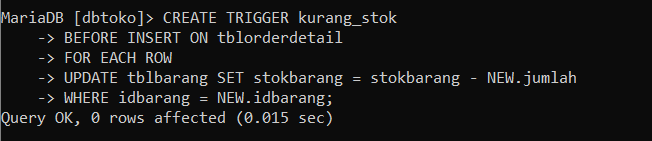 MariaDB [dbtoko]> CREATE TRIGGER kurang_stok
    -> BEFORE INSERT ON tblorderdetail
    -> FOR EACH ROW
    -> UPDATE tblbarang SET stokbarang = stokbarang - NEW.jumlah
    -> WHERE idbarang = NEW.idbarang;
Query OK, 0 rows affected (0.015 sec)